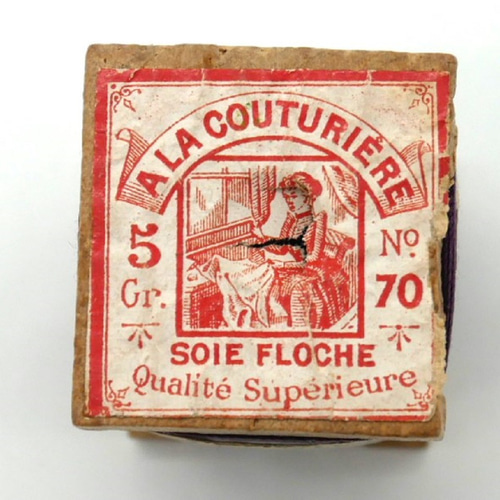 A LA COUTURIÈRE
5 Gr.
No. 70
SOIE FLOCHE
Qualité Supérieure